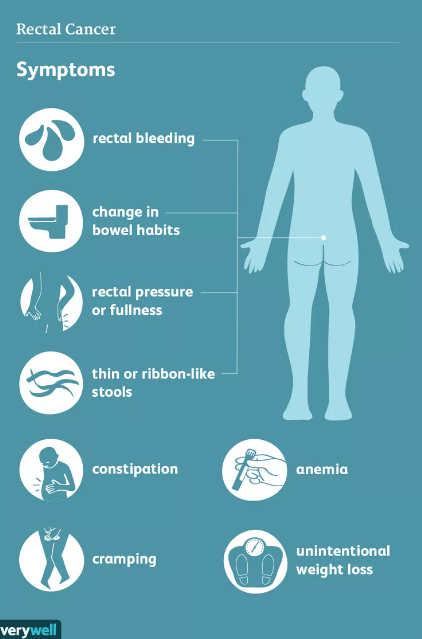 Rectal Cancer
Symptoms
rectal bleeding
change in
bowel habits
rectal pressure
or fullness
thin or ribbon-like
stools
constipation
anemia
cramping
unintentional
weight loss
verywell